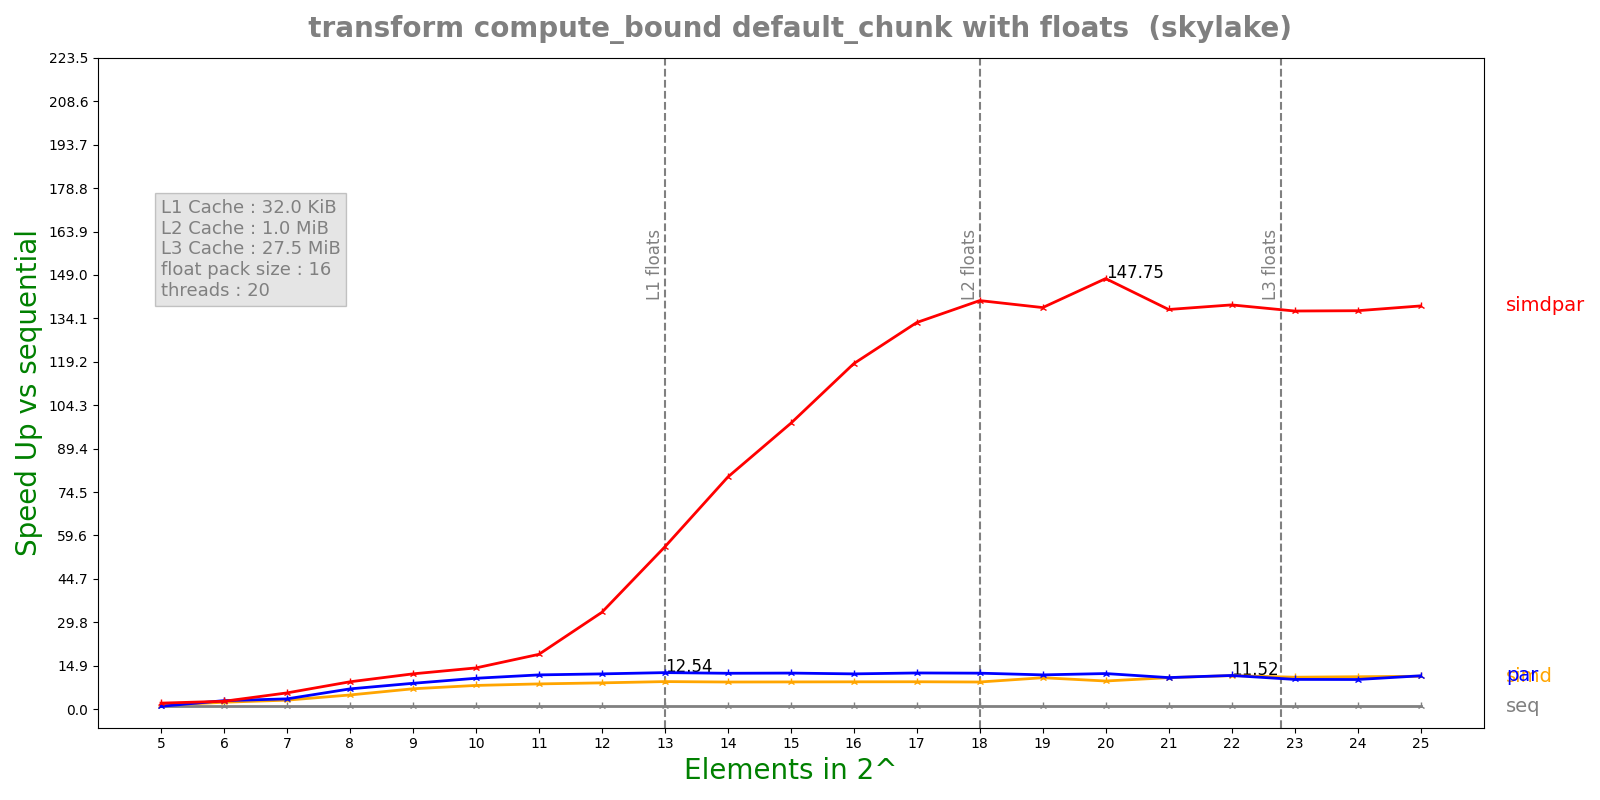 transform compute_bound default_chunk with floats (skylake)
Speed Up vs sequential
223.5
208.6
193.7
178.8
163.9
149.0
134.1
119.2
104.3
89.4
74.5
59.6
44.7
29.8
14.9
0.0
L1 Cache : 32.0 KiB
L2 Cache : 1.0 MiB
L3 Cache : 27.5 MiB
float pack size : 16
threads : 20
L1 floats
L2 floats
L3 floats
147.75
12.54
11.52
simdpar
simd
par
seq
5 6 7 8 9 10 11 12 13 14 15 16 17 18 19 20 21 22 23 24 25
Elements in 2^